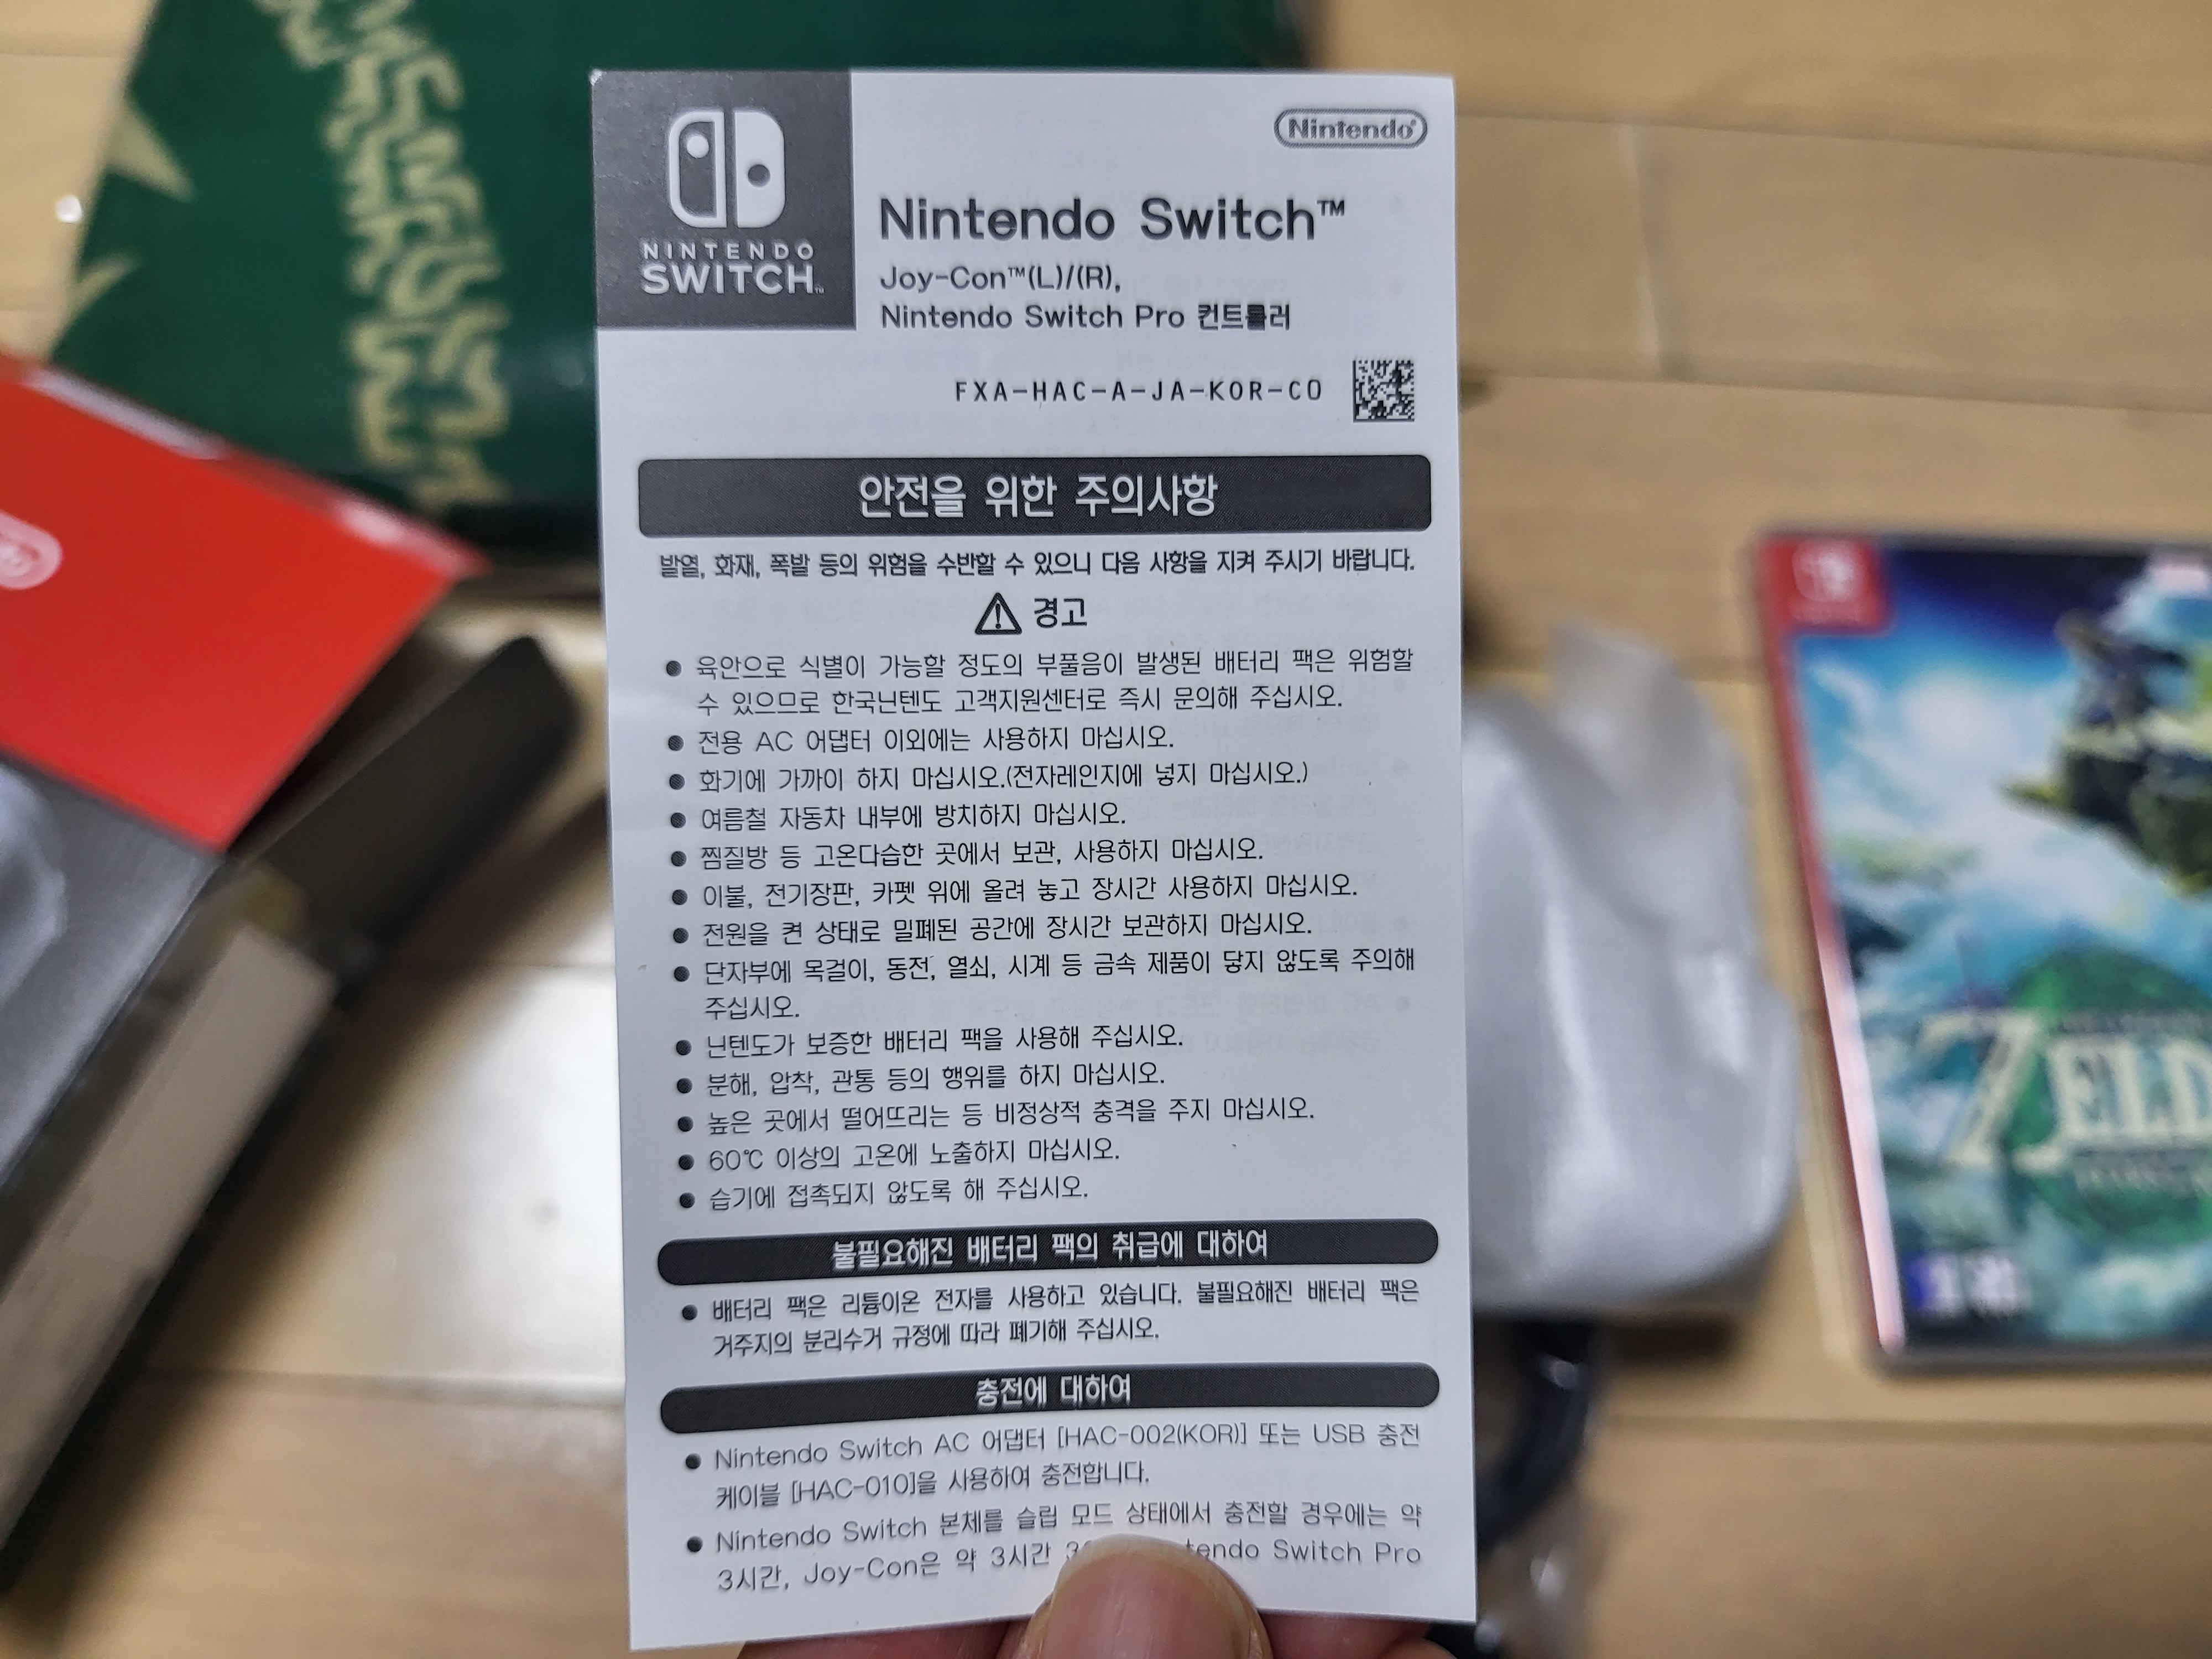 NINTENDO
SWITCH™
Nintendo®
Nintendo Switch™
Joy-Con™(L)/(R),
Nintendo Switch Pro 컨트롤러
FXA-HAC-A-JA-KOR-C0
안전을 위한 주의사항
발열, 화재, 폭발 등의 위험을 수반할 수 있으니 다음 사항을 지켜 주시기 바랍니다.
경고
● 육안으로 식별이 가능할 정도의 부풀음이 발생된 배터리 팩은 위험할
수 있으므로 한국닌텐도 고객지원센터로 즉시 문의해 주십시오.
● 전용 AC 어댑터 이외에는 사용하지 마십시오.
● 화기에 가까이 하지 마십시오.(전자레인지에 넣지 마십시오.)
● 여름철 자동차 내부에 방치하지 마십시오.
● 찜질방 등 고온다습한 곳에서 보관, 사용하지 마십시오.
● 이불, 전기장판, 카펫 위에 올려 놓고 장시간 사용하지 마십시오.
● 전원을 켠 상태로 밀폐된 공간에 장시간 보관하지 마십시오.
● 단자부에 목걸이, 동전, 열쇠, 시계 등 금속 제품이 닿지 않도록 주의해
주십시오.
● 닌텐도가 보증한 배터리 팩을 사용해 주십시오.
● 분해, 압착, 관통 등의 행위를 하지 마십시오.
● 높은 곳에서 떨어뜨리는 등 비정상적 충격을 주지 마십시오.
● 60℃ 이상의 고온에 노출하지 마십시오.
● 습기에 접촉되지 않도록 해 주십시오.
불필요해진 배터리 팩의 취급에 대하여
● 배터리 팩은 리튬이온 전자를 사용하고 있습니다. 불필요해진 배터리 팩은
거주지의 분리수거 규정에 따라 폐기해 주십시오.
충전에 대하여
● Nintendo Switch AC 어댑터 [HAC-002(KOR)] 또는 USB 충전
케이블 [HAC-010]을 사용하여 충전합니다.
● Nintendo Switch 본체를 슬립 모드 상태에서 충전할 경우에는 약
3시간, Joy-Con은 약 3시간 Switch Pro
ZELD